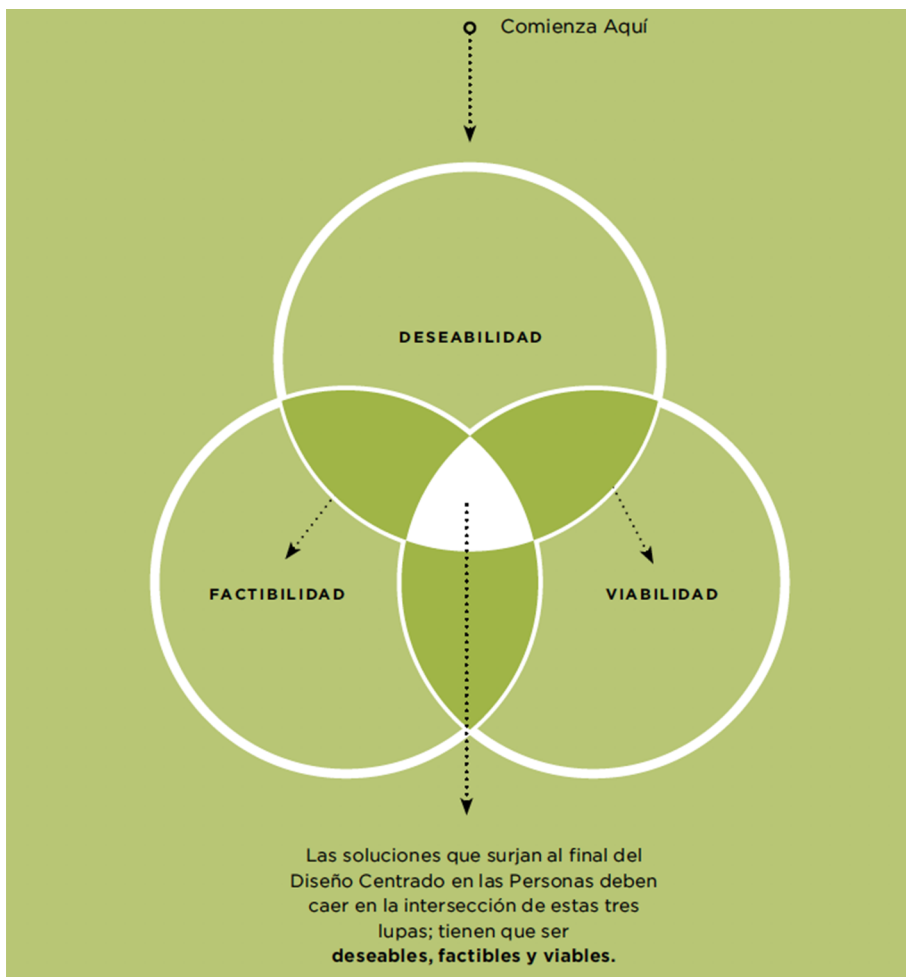 Comienza Aquí
DESEABILIDAD
FACTIBILIDAD
VIABILIDAD
Las soluciones que surjan al final del
Diseño Centrado en las Personas deben
caer en la intersección de estas tres
lupas; tienen que ser
deseables, factibles y viables.